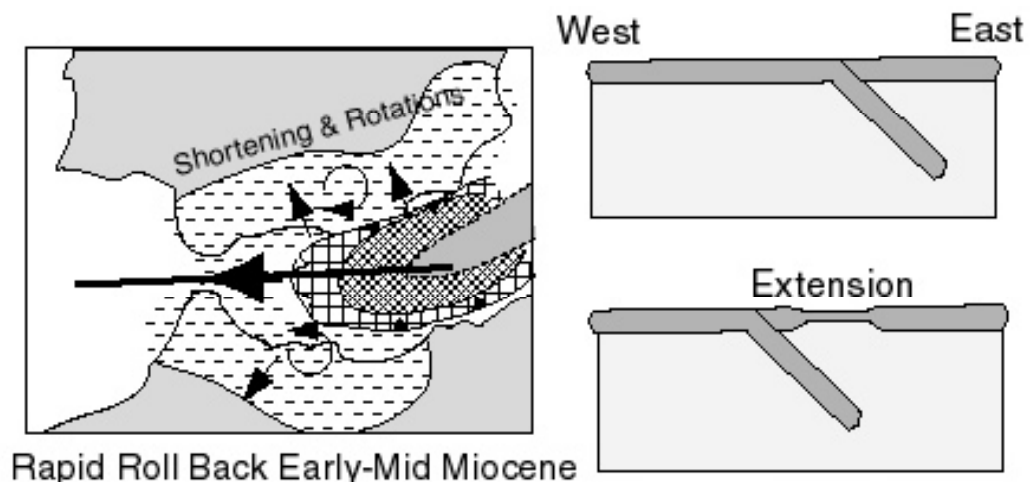 Shortening & Rotations
Rapid Roll Back Early-Mid Miocene
West East
Extension